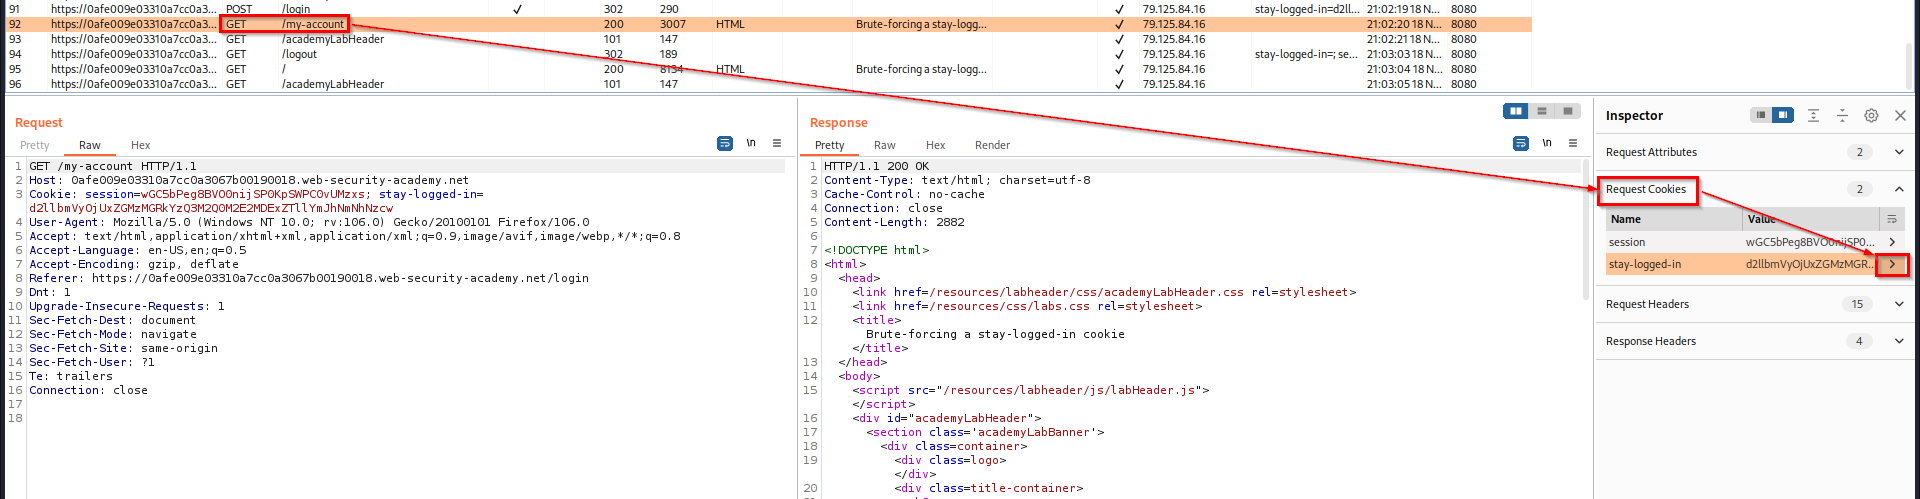 91 https://0afe009e03310a7cc0a3... POST /login ✓ 302 290 ✓ 79.125.84.16 stay-logged-in=d2ll... 21:02:19 18 N... 8080
92 https://0afe009e03310a7cc0a3... GET /my-account 200 3007 HTML Brute-forcing a stay-logg... ✓ 79.125.84.16 21:02:20 18 N... 8080
93 https://0afe009e03310a7cc0a3... GET /academyLabHeader 101 147 ✓ 79.125.84.16 21:02:21 18 N... 8080
94 https://0afe009e03310a7cc0a3... GET /logout 302 189 ✓ 79.125.84.16 stay-logged-in=; se... 21:03:03 18 N... 8080
95 https://0afe009e03310a7cc0a3... GET / 200 8134 HTML Brute-forcing a stay-logg... ✓ 79.125.84.16 21:03:04 18 N... 8080
96 https://0afe009e03310a7cc0a3... GET /academyLabHeader 101 147 ✓ 79.125.84.16 21:03:05 18 N... 8080
Request
Pretty Raw Hex \n
1 GET /my-account HTTP/1.1
2 Host: 0afe009e03310a7cc0a3067b00190018.web-security-academy.net
3 Cookie: session=wGC5bPeg8BVO0nijSP0KpSWPC0vUMzxs; stay-logged-in=
d2llbmVyOjUxZGMzMGRkYzQ3M2Q0M2E2MDExZTllYmJhNmNhNzcw
4 User-Agent: Mozilla/5.0 (Windows NT 10.0; rv:106.0) Gecko/20100101 Firefox/106.0
5 Accept: text/html,application/xhtml+xml,application/xml;q=0.9,image/avif,image/webp,*/*;q=0.8
6 Accept-Language: en-US,en;q=0.5
7 Accept-Encoding: gzip, deflate
8 Referer: https://0afe009e03310a7cc0a3067b00190018.web-security-academy.net/login
9 Dnt: 1
10 Upgrade-Insecure-Requests: 1
11 Sec-Fetch-Dest: document
12 Sec-Fetch-Mode: navigate
13 Sec-Fetch-Site: same-origin
14 Sec-Fetch-User: ?1
15 Te: trailers
16 Connection: close
17
18
Response
Pretty Raw Hex Render \n
1 HTTP/1.1 200 OK
2 Content-Type: text/html; charset=utf-8
3 Cache-Control: no-cache
4 Connection: close
5 Content-Length: 2882
6
7 <!DOCTYPE html>
8 <html>
9 <head>
10 <link href=/resources/labheader/css/academyLabHeader.css rel=stylesheet>
11 <link href=/resources/css/labs.css rel=stylesheet>
12 <title>
Brute-forcing a stay-logged-in cookie
</title>
13 </head>
14 <body>
15 <script src="/resources/labheader/js/labHeader.js">
</script>
16 <div id="academyLabHeader">
17 <section class='academyLabBanner'>
18 <div class=container>
19 <div class=logo>
</div>
20 <div class=title-container>
Inspector
Request Attributes 2
Request Cookies 2
Name Value
session wGC5bPeg8BVO0nijSP0...
stay-logged-in d2llbmVyOjUxZGMzMGR...
Request Headers 15
Response Headers 4